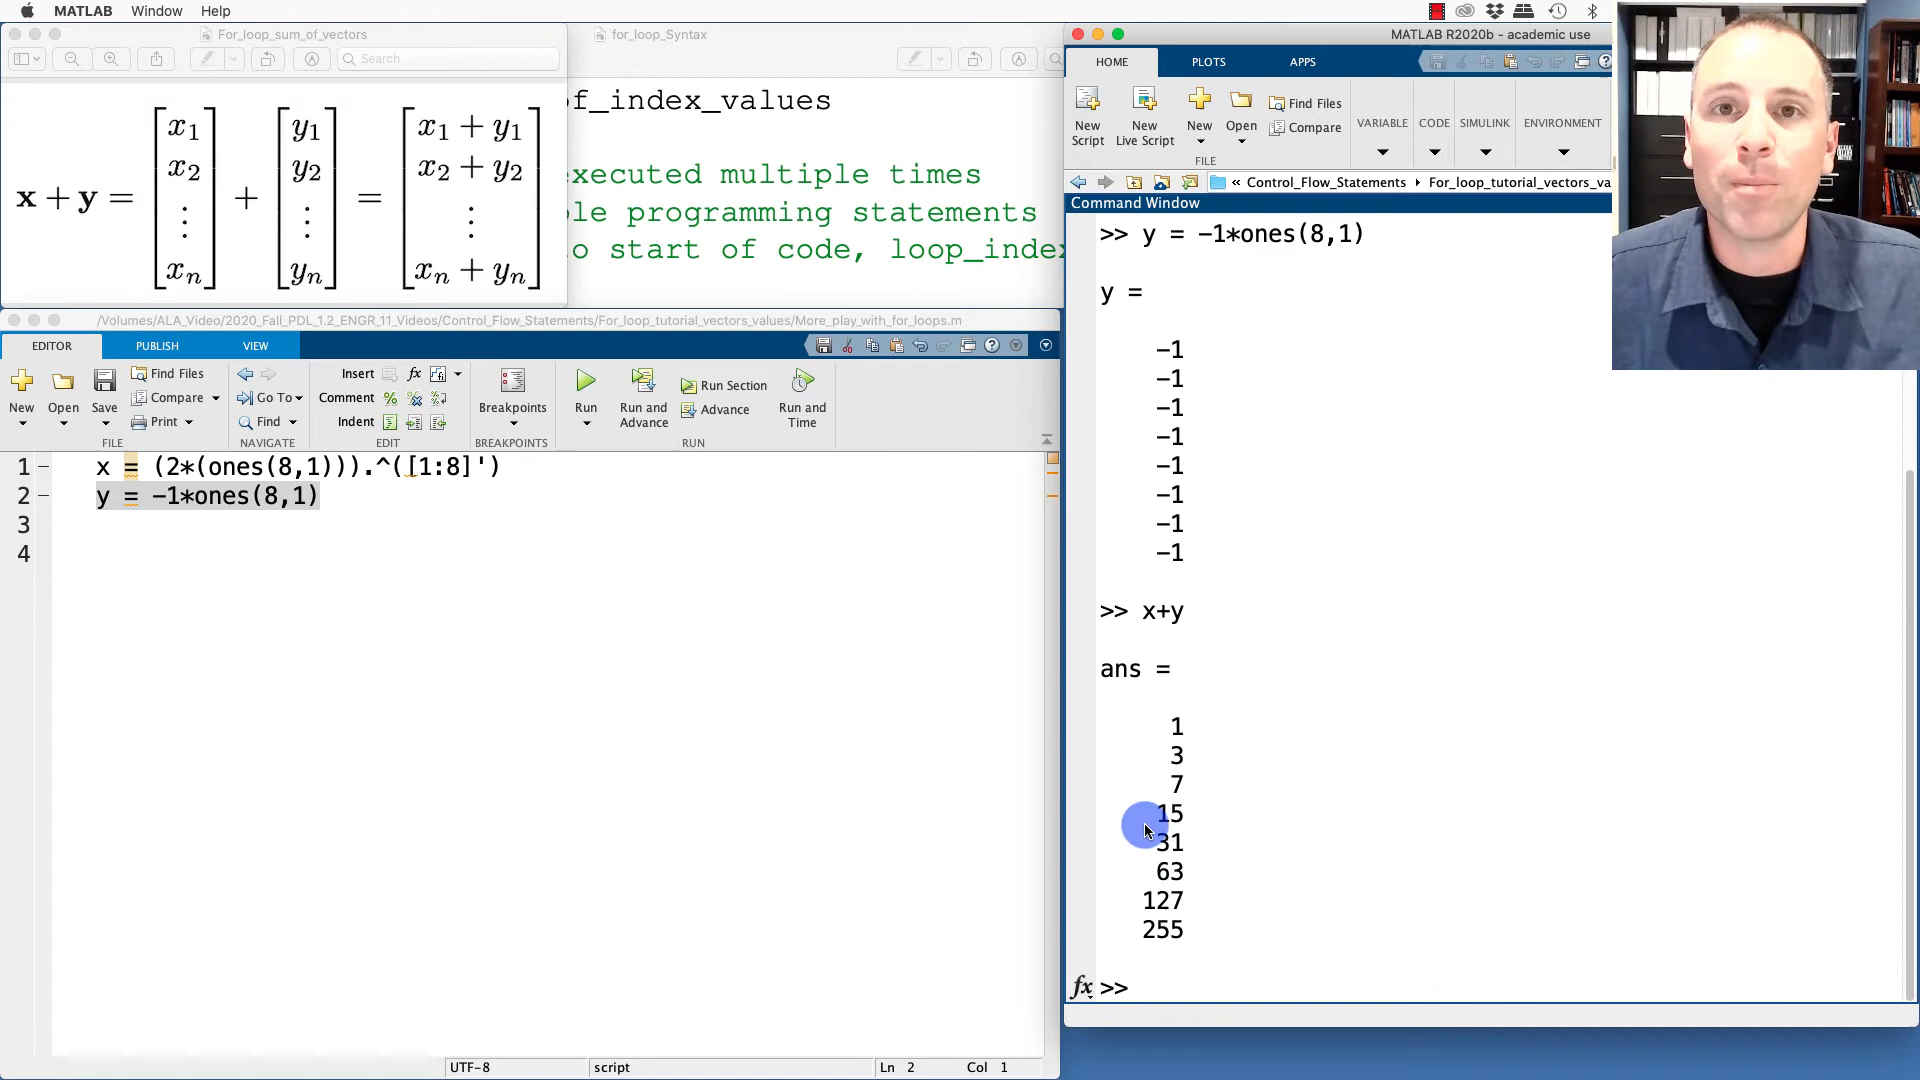 MATLAB Window Help
For_loop_sum_of_vectors
Search
x + y = [x1 x2 ⋮ xn] + [y1 y2 ⋮ yn] = [x1 + y1 x2 + y2 ⋮ xn + yn]
for_loop_Syntax
of_index_values
executed multiple times
programming statements
start of code,
/Volumes/ALA_Video/2020_Fall_PDL_1.2_ENGR_11_Videos/Control_Flow_Statements/For_loop_tutorial_vectors_values/More_play_with_for_loops.m
EDITOR PUBLISH VIEW
New Open Save
Find Files
Compare
Print
FILE
Go To
Find
NAVIGATE
Insert fx
Comment
Indent
EDIT
Breakpoints
BREAKPOINTS
Run
Run and Advance
Run Section
Advance
Run and Time
RUN
1 x = (2*(ones(8,1))).^([1:8]')
2 y = -1*ones(8,1)
3
4
UTF-8 script Ln 2 Col 1
MATLAB R2020b - academic use
HOME PLOTS APPS
New Script
New Live Script
New
Open
Find Files
Compare
FILE
VARIABLE CODE SIMULINK ENVIRONMENT
« Control_Flow_Statements ▸ For_loop_tutorial_vectors_va
Command Window
>> y = -1*ones(8,1)
y =
-1
-1
-1
-1
-1
-1
-1
-1
>> x+y
ans =
1
3
7
15
31
63
127
255
fx >>